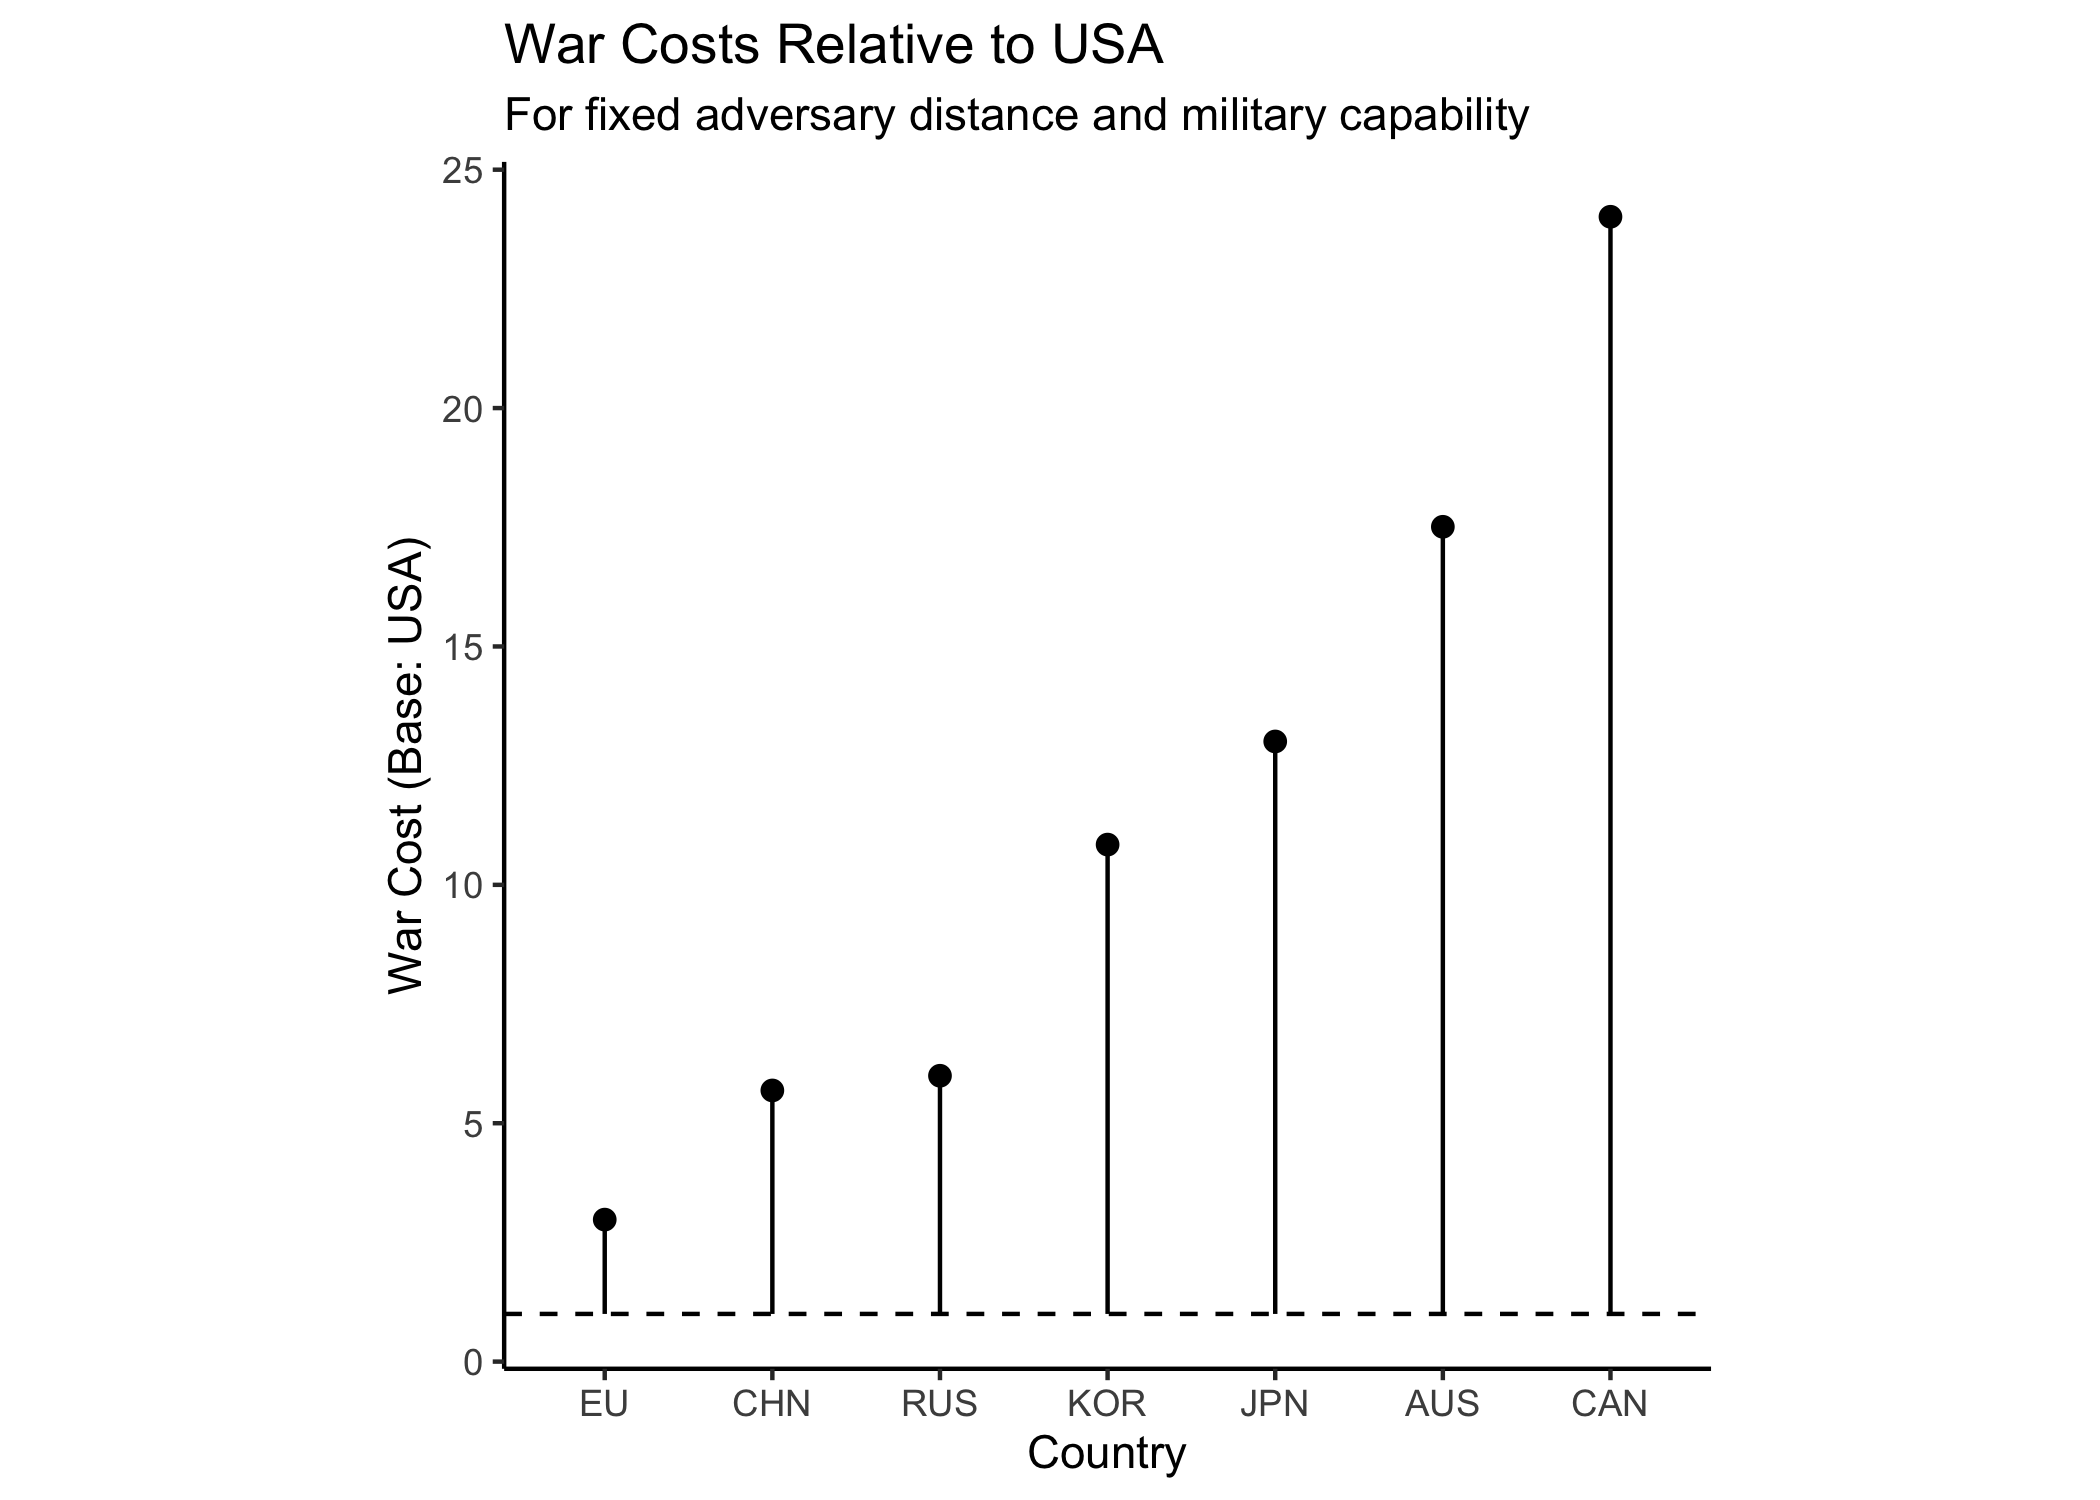 War Costs Relative to USA
For fixed adversary distance and military capability
25
20
15
10
5
0
War Cost (Base: USA)
EU CHN RUS KOR JPN AUS CAN
Country